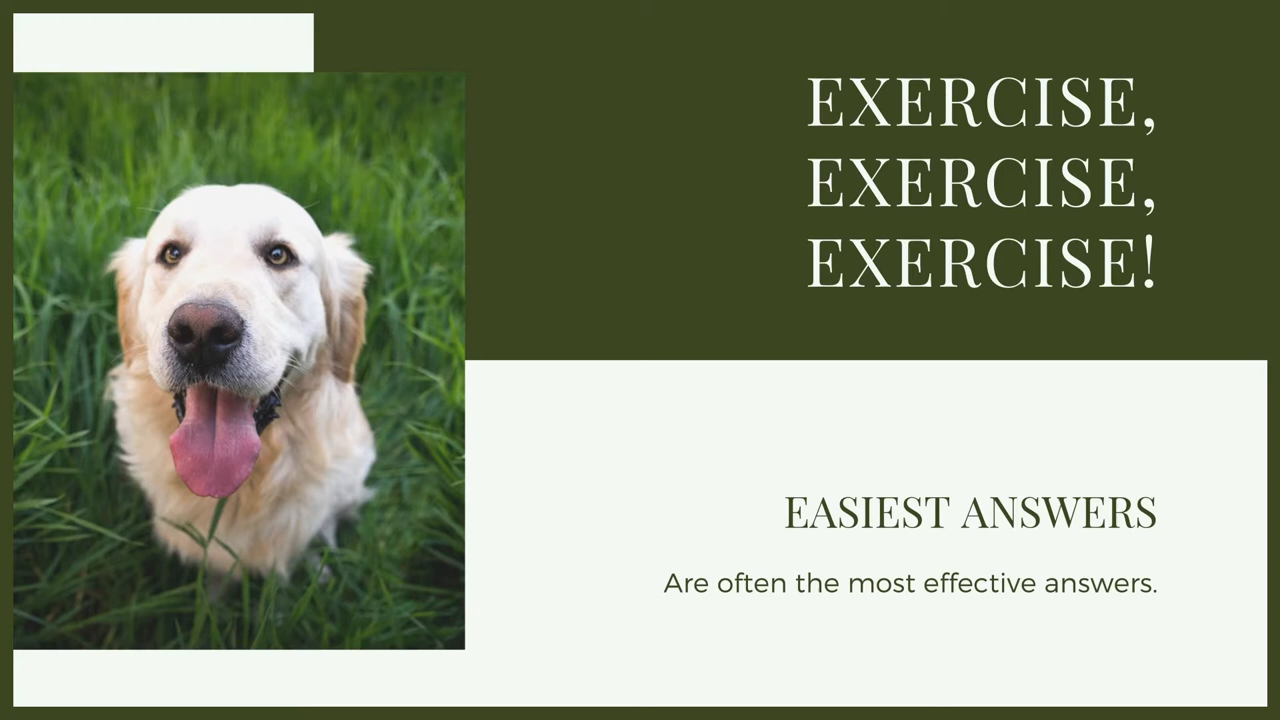 EXERCISE,
EXERCISE,
EXERCISE!
EASIEST ANSWERS
Are often the most effective answers.